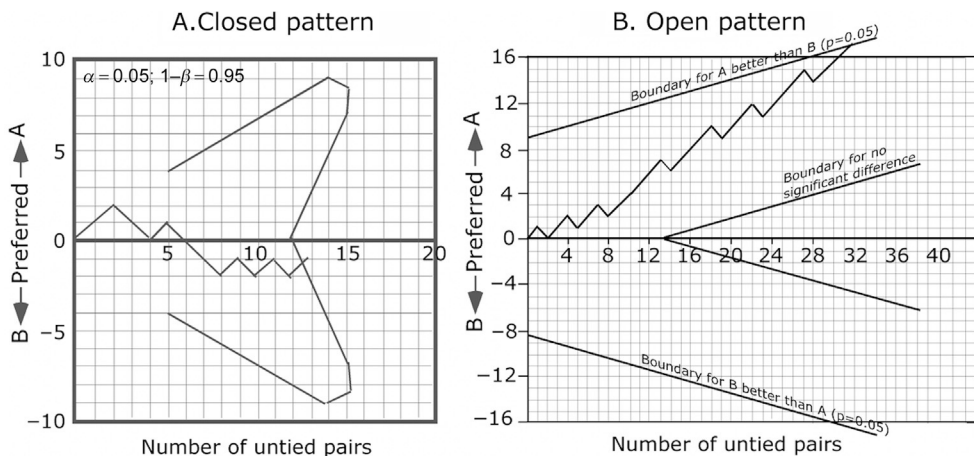 A.Closed pattern
10
α=0.05; 1–β=0.95
5
0
−5
−10
B ← Preferred → A
5
10
15
20
Number of untied pairs
B. Open pattern
16
12
8
4
0
−4
−8
−12
−16
B ← Preferred → A
Boundary for A better than B (p=0.05)
Boundary for no
significant difference
4
8
12
16
20
24
28
32
36
40
Boundary for B better than A (p=0.05)
Number of untied pairs